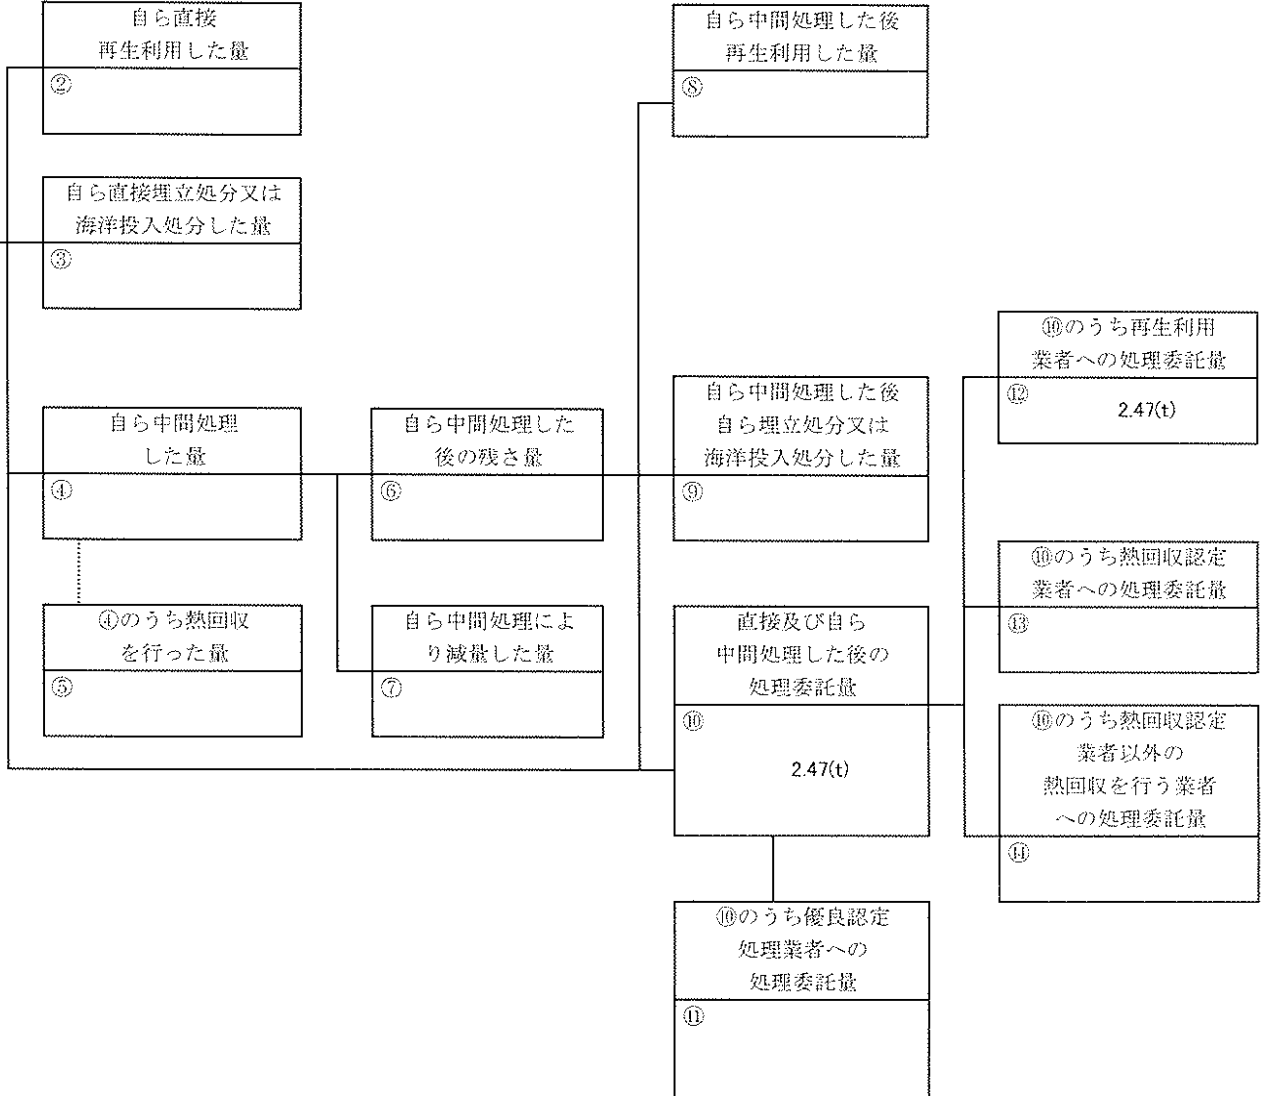 自ら直接
再生利用した量
②
自ら直接埋立処分又は
海洋投入処分した量
③
自ら中間処理
した量
④
④のうち熱回収
を行った量
⑤
自ら中間処理した
後の残さ量
⑥
自ら中間処理によ
り減量した量
⑦
自ら中間処理した後
再生利用した量
⑧
自ら中間処理した後
自ら埋立処分又は
海洋投入処分した量
⑨
直接及び自ら
中間処理した後の
処理委託量
⑩
2.47(t)
⑩のうち優良認定
処理業者への
処理委託量
⑪
⑩のうち再生利用
業者への処理委託量
⑫
2.47(t)
⑩のうち熱回収認定
業者への処理委託量
⑬
⑩のうち熱回収認定
業者以外の
熱回収を行う業者
への処理委託量
⑭